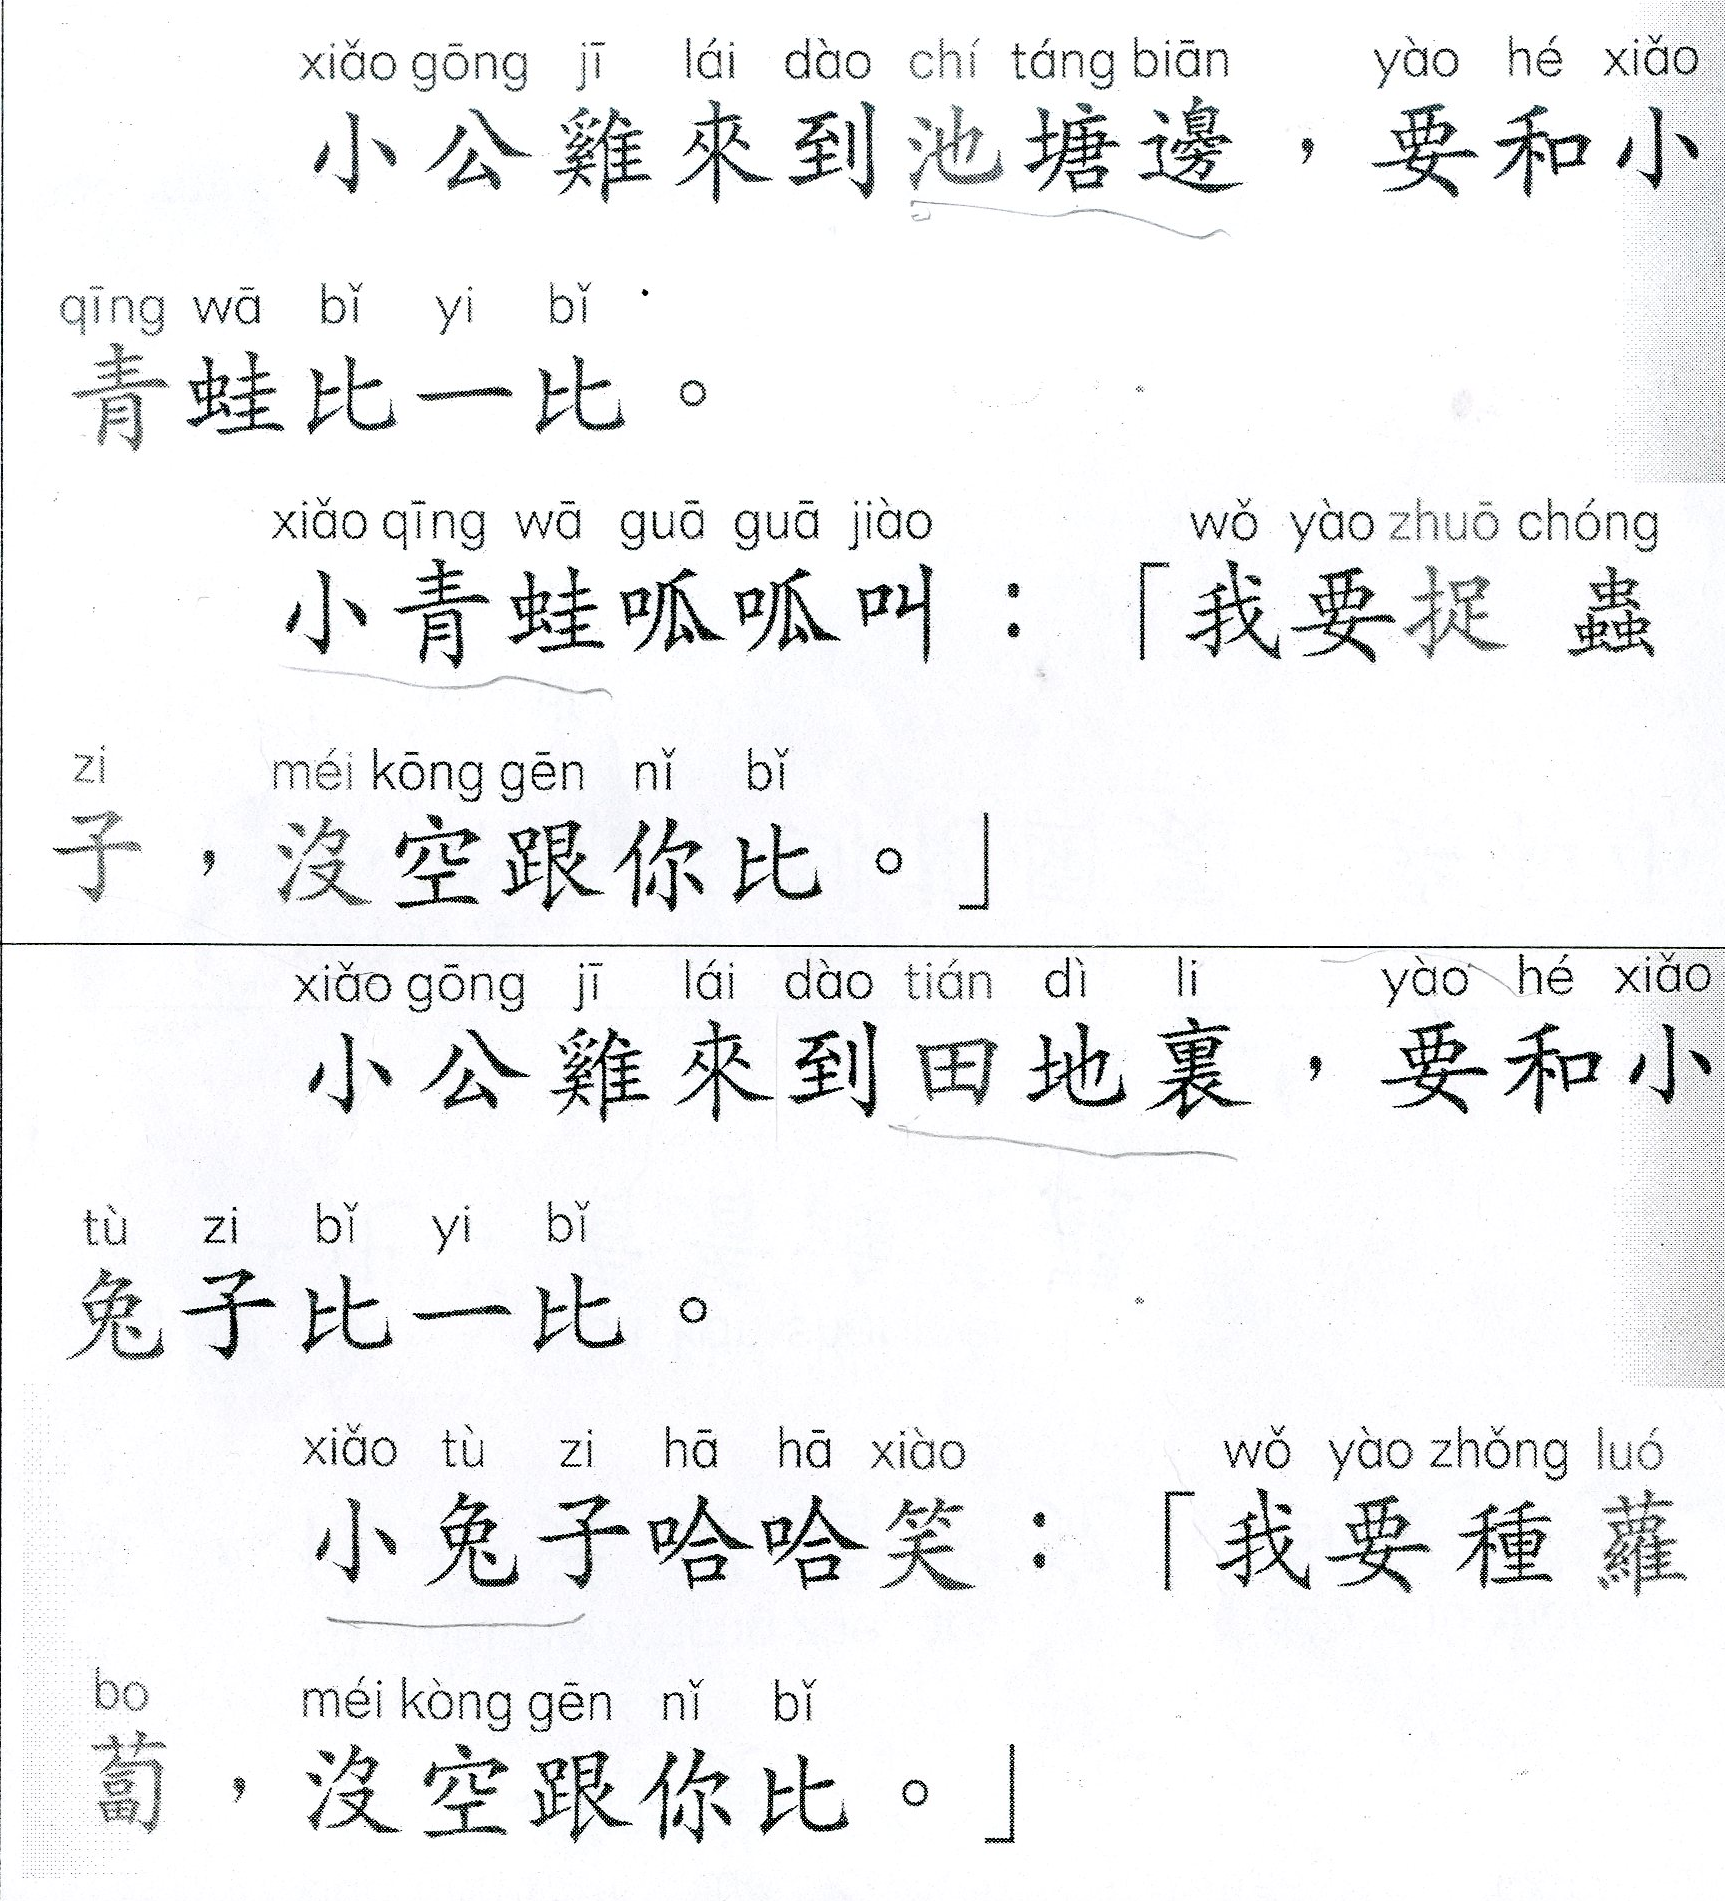 xiǎo gōng jī lái dào chí táng biān yào hé xiǎo
小公雞來到池塘邊，要和小
qīng wā bǐ yi bǐ
青蛙比一比。
xiǎo qīng wā guā guā jiào wǒ yào zhuō chóng
小青蛙呱呱叫：「我要捉蟲
zi méi kōng gēn nǐ bǐ
子，沒空跟你比。」
xiǎo gōng jī lái dào tián dì li yào hé xiǎo
小公雞來到田地裏，要和小
tù zi bǐ yi bǐ
兔子比一比。
xiǎo tù zi hā hā xiào wǒ yào zhǒng luó
小兔子哈哈笑：「我要種蘿
bo méi kòng gēn nǐ bǐ
蔔，沒空跟你比。」